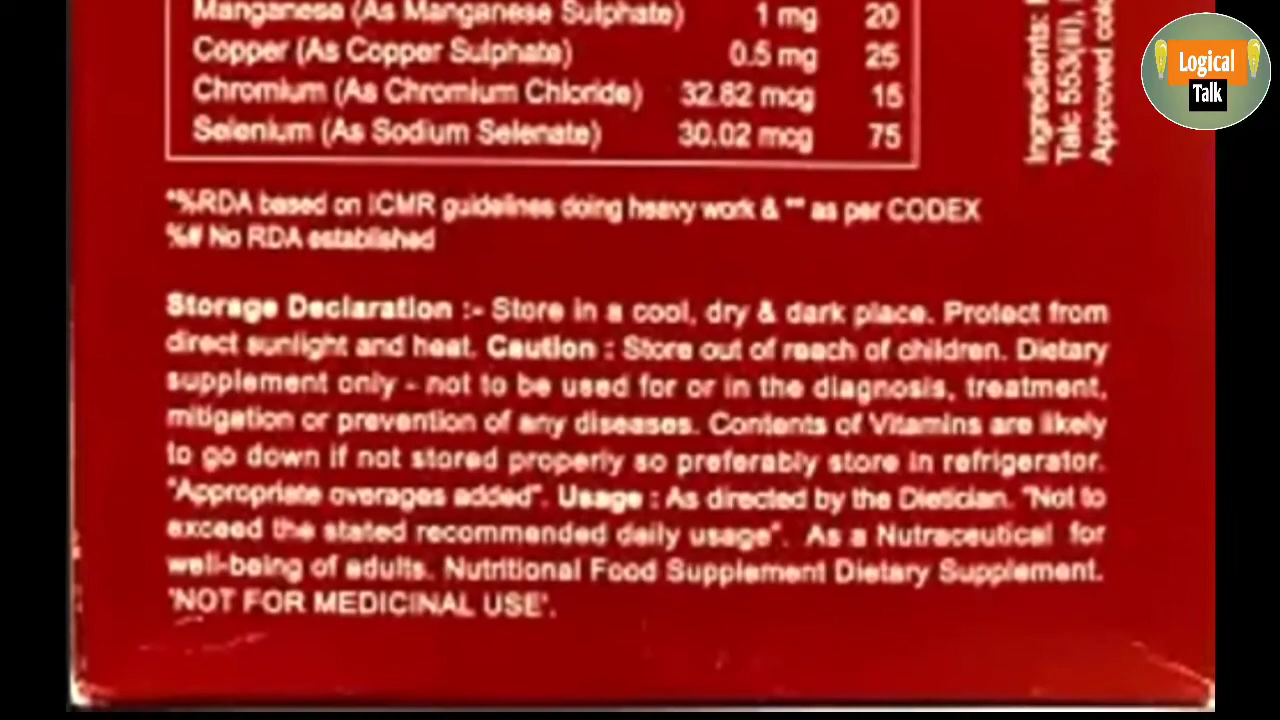 Manganese (As Manganese Sulphate) 1 mg 20
Copper (As Copper Sulphate) 0.5 mg 25
Chromium (As Chromium Chloride) 32.82 mcg 15
Selenium (As Sodium Selenate) 30.02 mcg 75
*%RDA based on ICMR guidelines doing heavy work & ** as per CODEX
%# No RDA established
Storage Declaration :- Store in a cool, dry & dark place. Protect from
direct sunlight and heat. Caution : Store out of reach of children. Dietary
supplement only - not to be used for or in the diagnosis, treatment,
mitigation or prevention of any diseases. Contents of Vitamins are likely
to go down if not stored properly so preferably store in refrigerator.
"Appropriate overages added". Usage : As directed by the Dietician. "Not to
exceed the stated recommended daily usage". As a Nutraceutical for
well-being of adults. Nutritional Food Supplement Dietary Supplement.
'NOT FOR MEDICINAL USE'.
Ingredients:
Talc 553(iii),
Approved
Logical
Talk